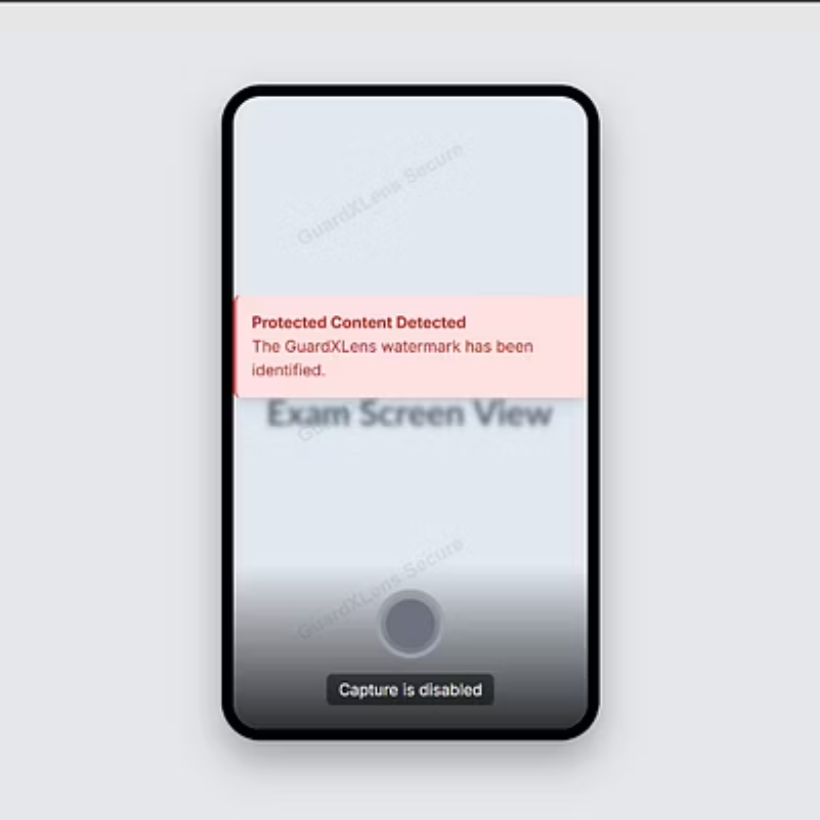 GuardXLens Secure
Protected Content Detected
The GuardXLens watermark has been
identified.
Exam Screen View
GuardXLens Secure
Capture is disabled